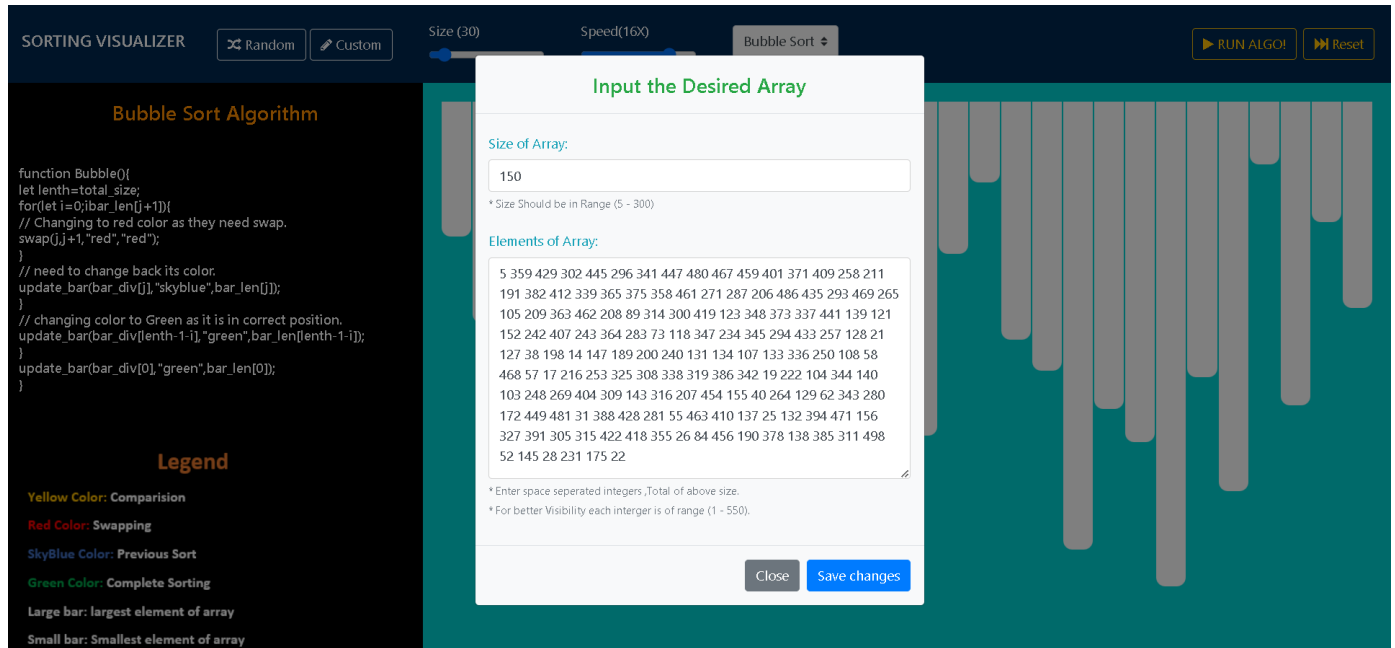 SORTING VISUALIZER
Random
Custom
Size (30)
Speed(16X)
Bubble Sort
RUN ALGO!
Reset
Bubble Sort Algorithm
function Bubble(){
let lenth=total_size;
for(let i=0;ibar_len[j+1]){
// Changing to red color as they need swap.
swap(j,j+1,"red","red");
}
// need to change back its color.
update_bar(bar_div[j],"skyblue",bar_len[j]);
}
// changing color to Green as it is in correct position.
update_bar(bar_div[lenth-1-i],"green",bar_len[lenth-1-i]);
}
update_bar(bar_div[0],"green",bar_len[0]);
}
Legend
Yellow Color: Comparision
Red Color: Swapping
SkyBlue Color: Previous Sort
Green Color: Complete Sorting
Large bar: largest element of array
Small bar: Smallest element of array
Input the Desired Array
Size of Array:
150
* Size Should be in Range (5 - 300)
Elements of Array:
5 359 429 302 445 296 341 447 480 467 459 401 371 409 258 211
191 382 412 339 365 375 358 461 271 287 206 486 435 293 469 265
105 209 363 462 208 89 314 300 419 123 348 373 337 441 139 121
152 242 407 243 364 283 73 118 347 234 345 294 433 257 128 21
127 38 198 14 147 189 200 240 131 134 107 133 336 250 108 58
468 57 17 216 253 325 308 338 319 386 342 19 222 104 344 140
103 248 269 404 309 143 316 207 454 155 40 264 129 62 343 280
172 449 481 31 388 428 281 55 463 410 137 25 132 394 471 156
327 391 305 315 422 418 355 26 84 456 190 378 138 385 311 498
52 145 28 231 175 22
* Enter space seperated integers ,Total of above size.
* For better Visibility each interger is of range (1 - 550).
Close
Save changes